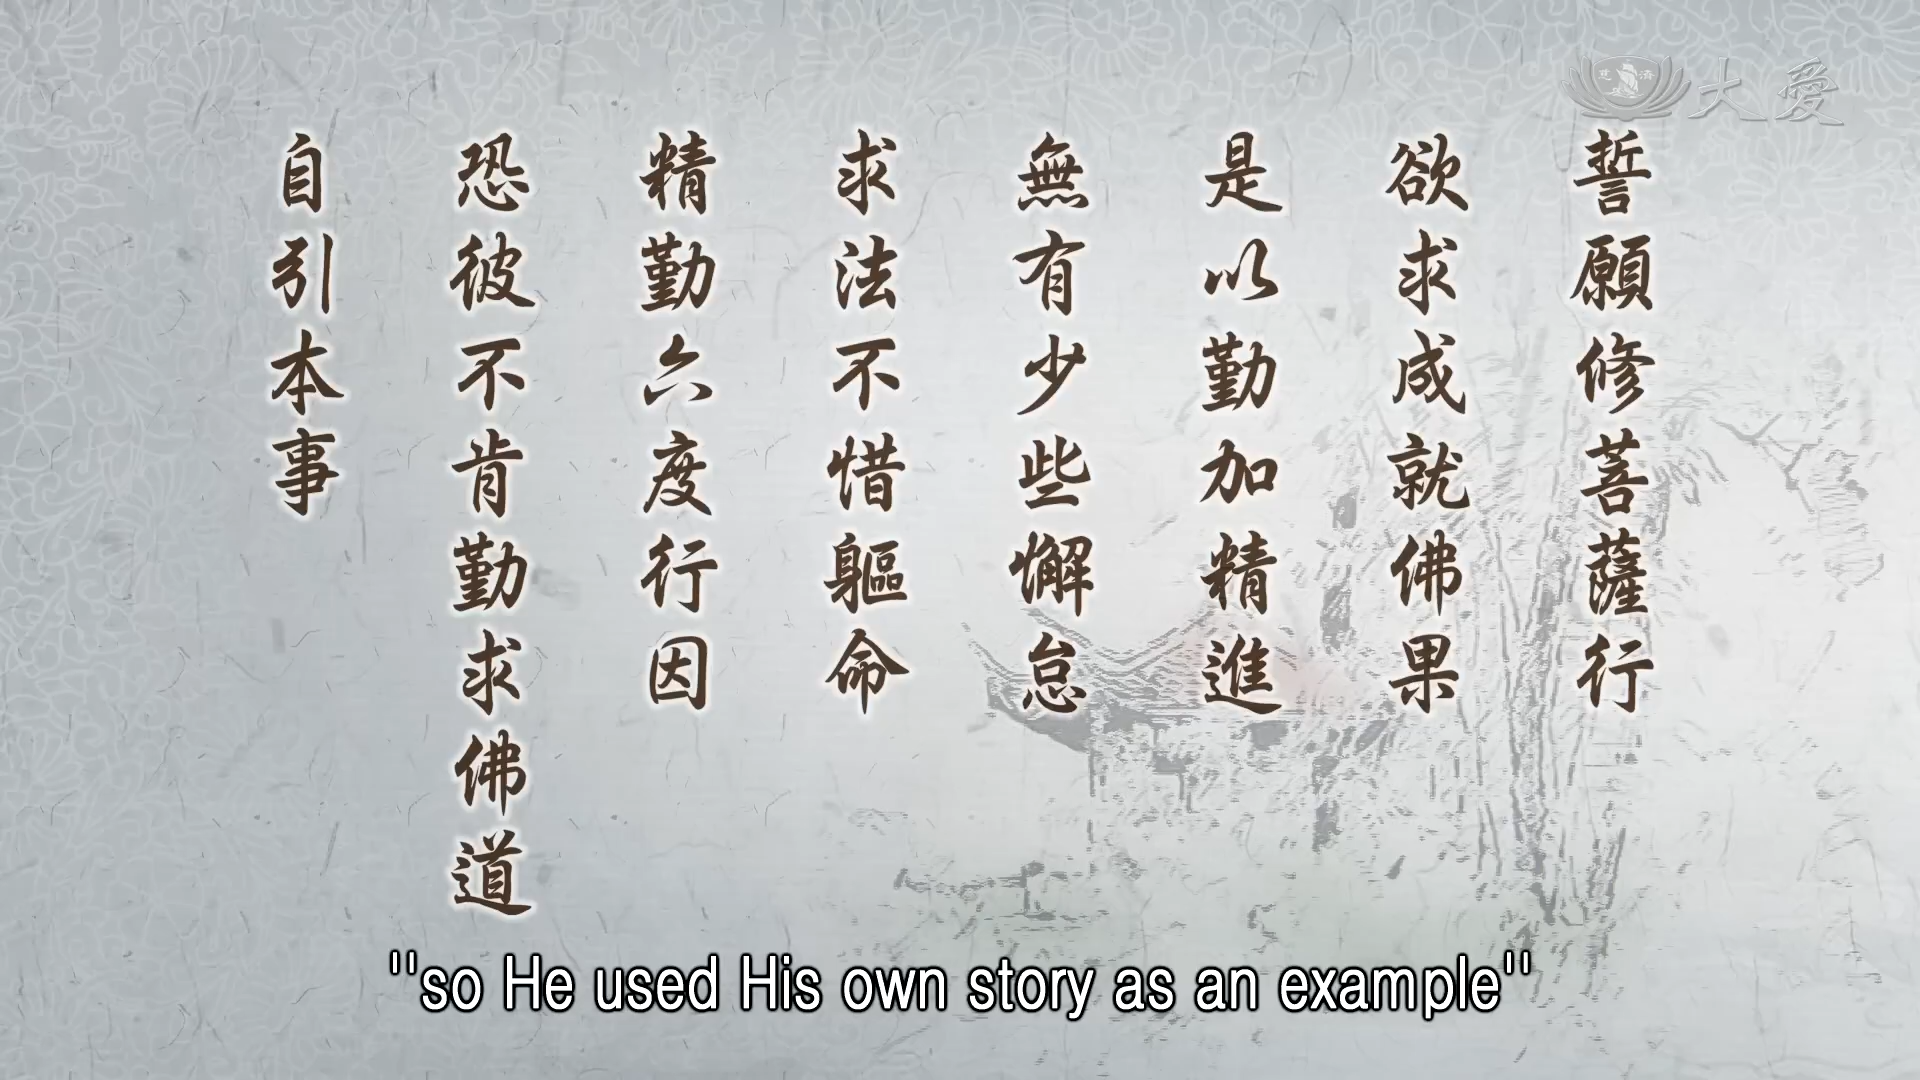 誓願修菩薩行
欲求成就佛果
是以勤加精進
無有少些懈怠
求法不惜軀命
精勤六度行因
恐彼不肯勤求佛道
自引本事
大愛
慈濟
"so He used His own story as an example"